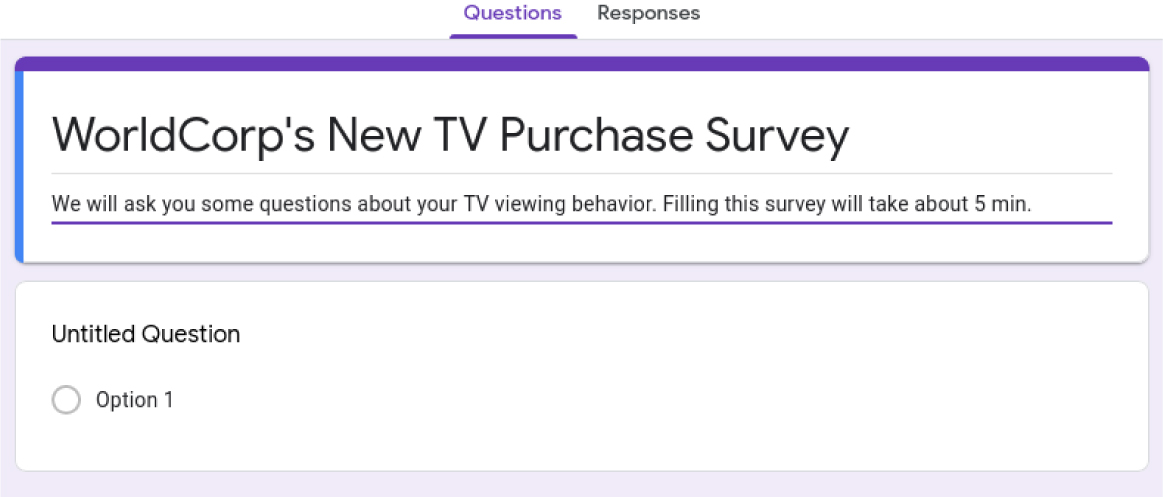 Questions Responses
WorldCorp's New TV Purchase Survey
We will ask you some questions about your TV viewing behavior. Filling this survey will take about 5 min.
Untitled Question
Option 1